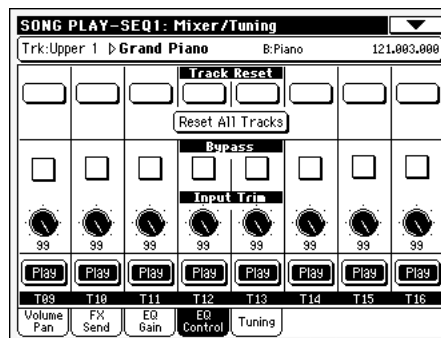 SONG PLAY-SEQ1: Mixer/Tuning
Trk:Upper 1 ▷Grand Piano B:Piano 121.003.000
Track Reset
Reset All Tracks
Bypass
Input Trim
99 99 99 99 99 99 99 99
Play Play Play Play Play Play Play Play
T09 T10 T11 T12 T13 T14 T15 T16
Volume Pan FX Send EQ Gain EQ Control Tuning